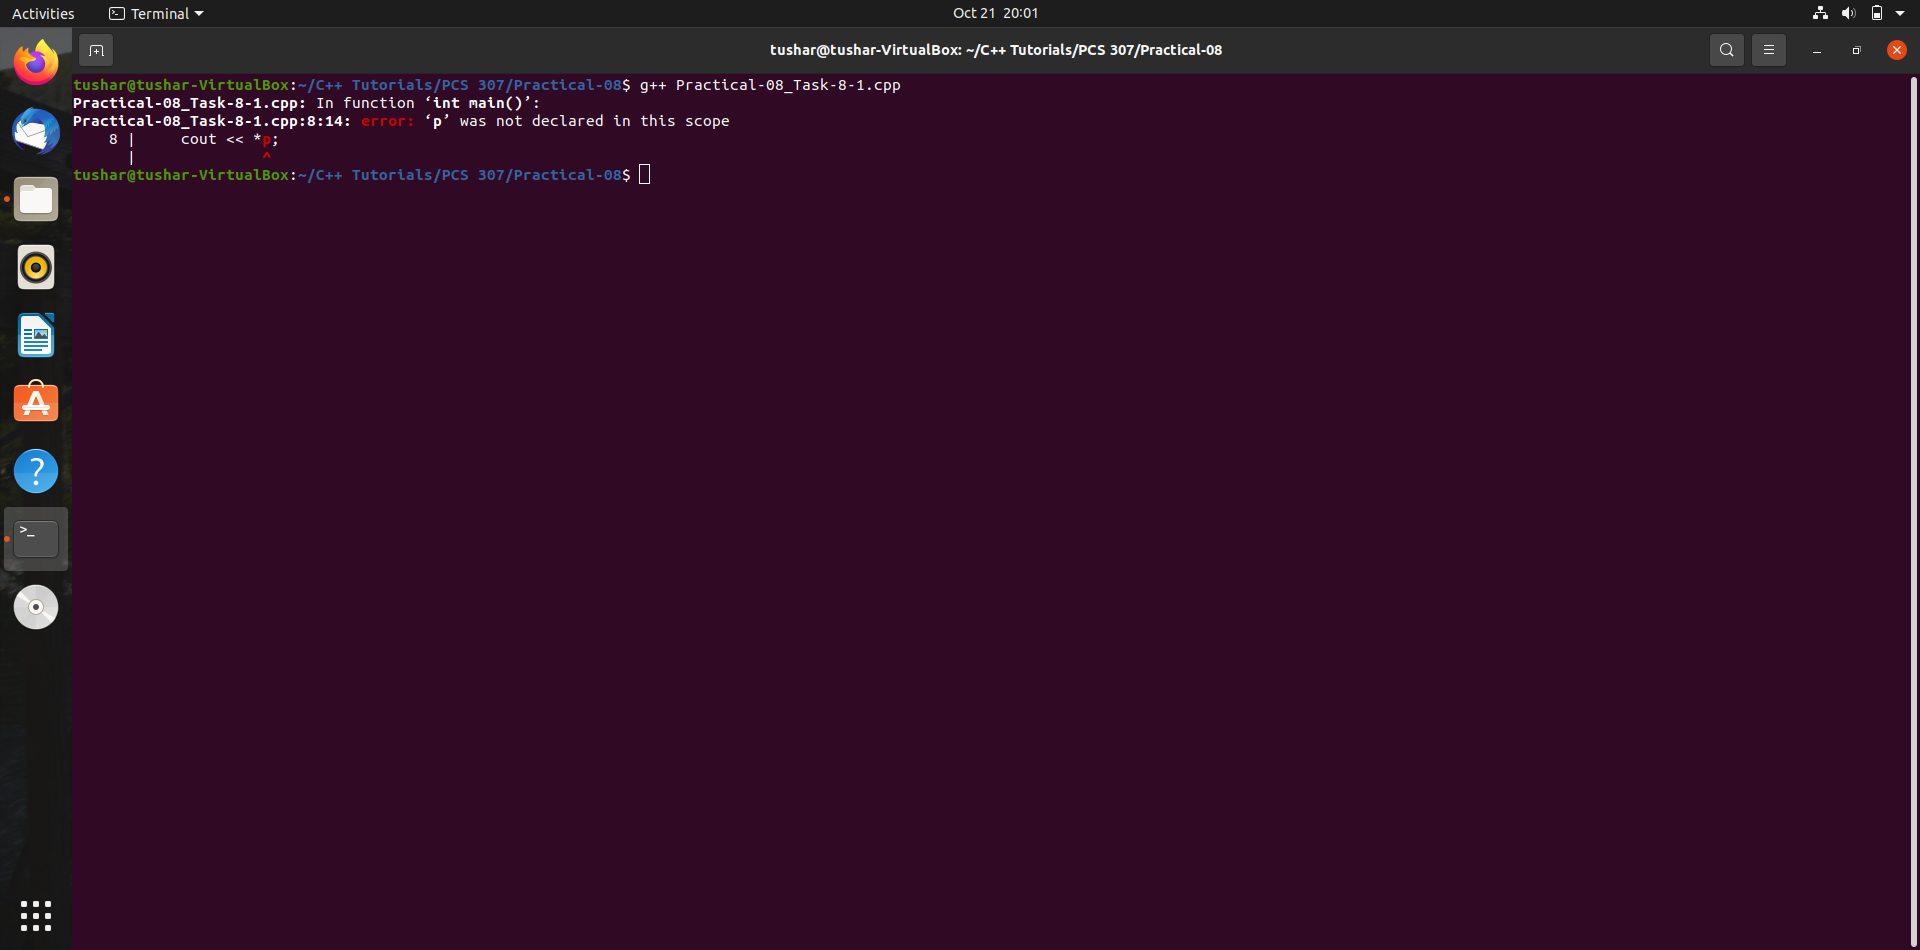 Activities
Terminal
Oct 21 20:01
tushar@tushar-VirtualBox: ~/C++ Tutorials/PCS 307/Practical-08
tushar@tushar-VirtualBox:~/C++ Tutorials/PCS 307/Practical-08$ g++ Practical-08_Task-8-1.cpp
Practical-08_Task-8-1.cpp: In function ‘int main()’:
Practical-08_Task-8-1.cpp:8:14: error: ‘p’ was not declared in this scope
    8 |     cout << *p;
      |              ^
tushar@tushar-VirtualBox:~/C++ Tutorials/PCS 307/Practical-08$